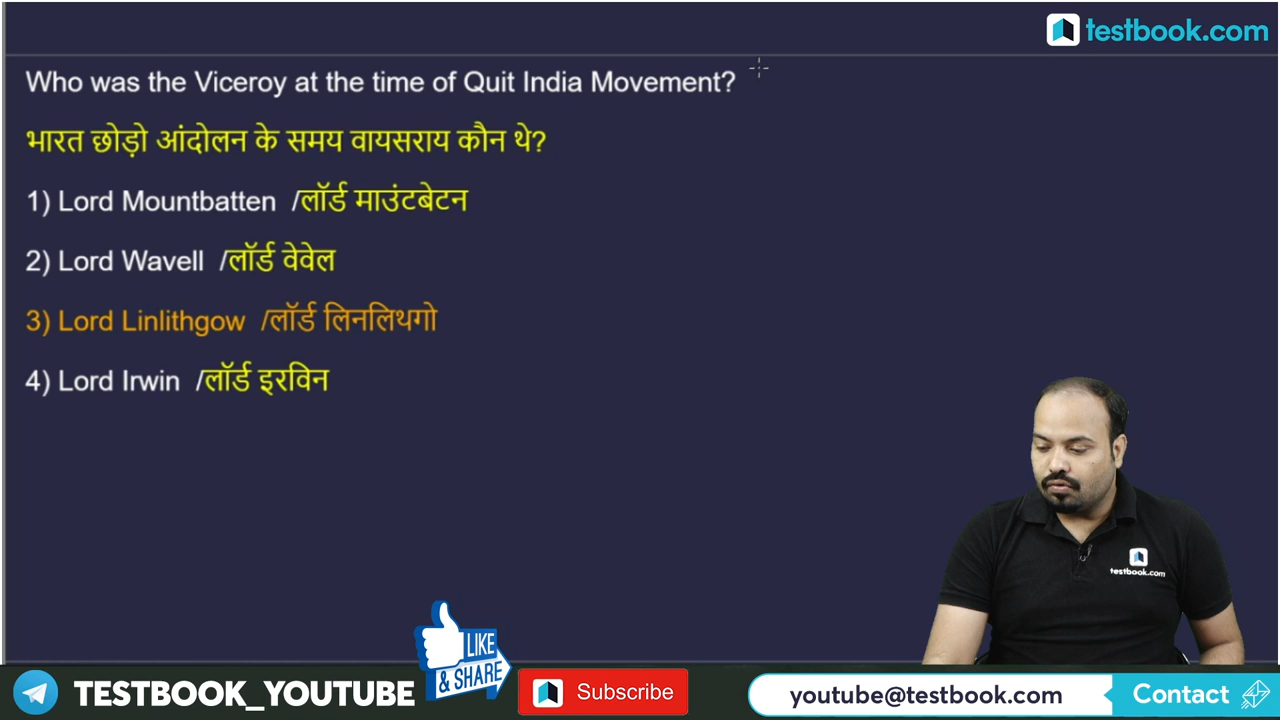 testbook.com
Who was the Viceroy at the time of Quit India Movement?
भारत छोड़ो आंदोलन के समय वायसराय कौन थे?
1) Lord Mountbatten /लॉर्ड माउंटबेटन
2) Lord Wavell /लॉर्ड वेवेल
3) Lord Linlithgow /लॉर्ड लिनलिथगो
4) Lord Irwin /लॉर्ड इरविन
testbook.com
LIKE
& SHARE
TESTBOOK_YOUTUBE
Subscribe
youtube@testbook.com
Contact